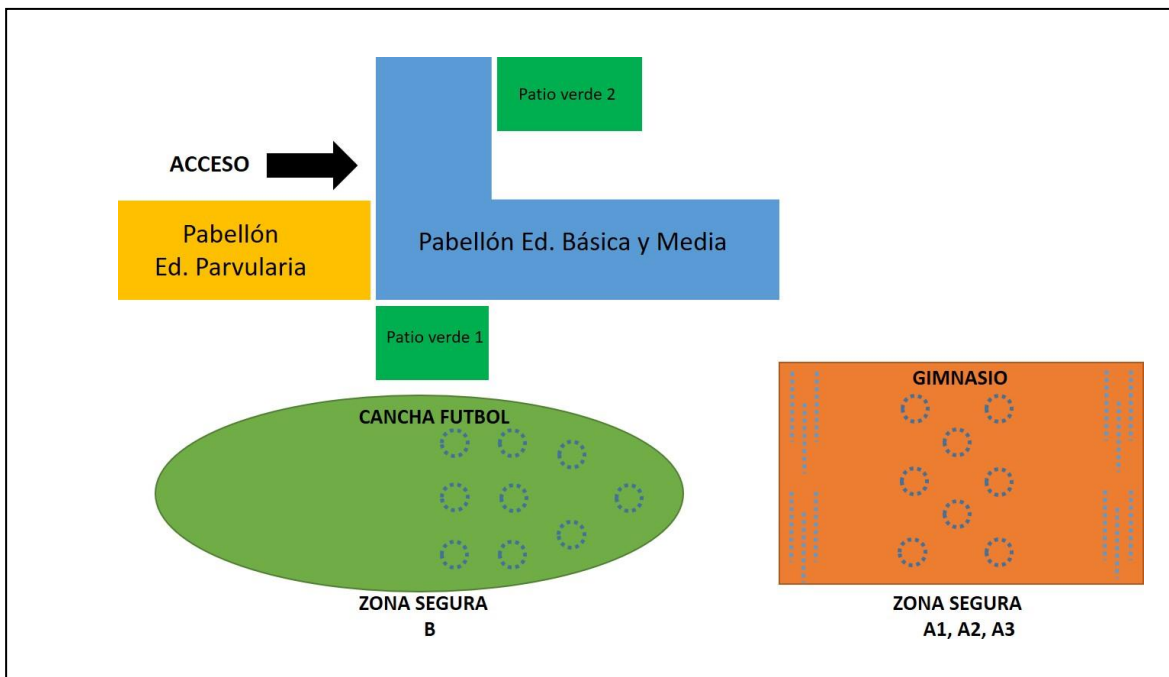 Patio verde 2
ACCESO
Pabellón
Ed. Parvularia
Pabellón Ed. Básica y Media
Patio verde 1
GIMNASIO
CANCHA FUTBOL
ZONA SEGURA
B
ZONA SEGURA
A1, A2, A3